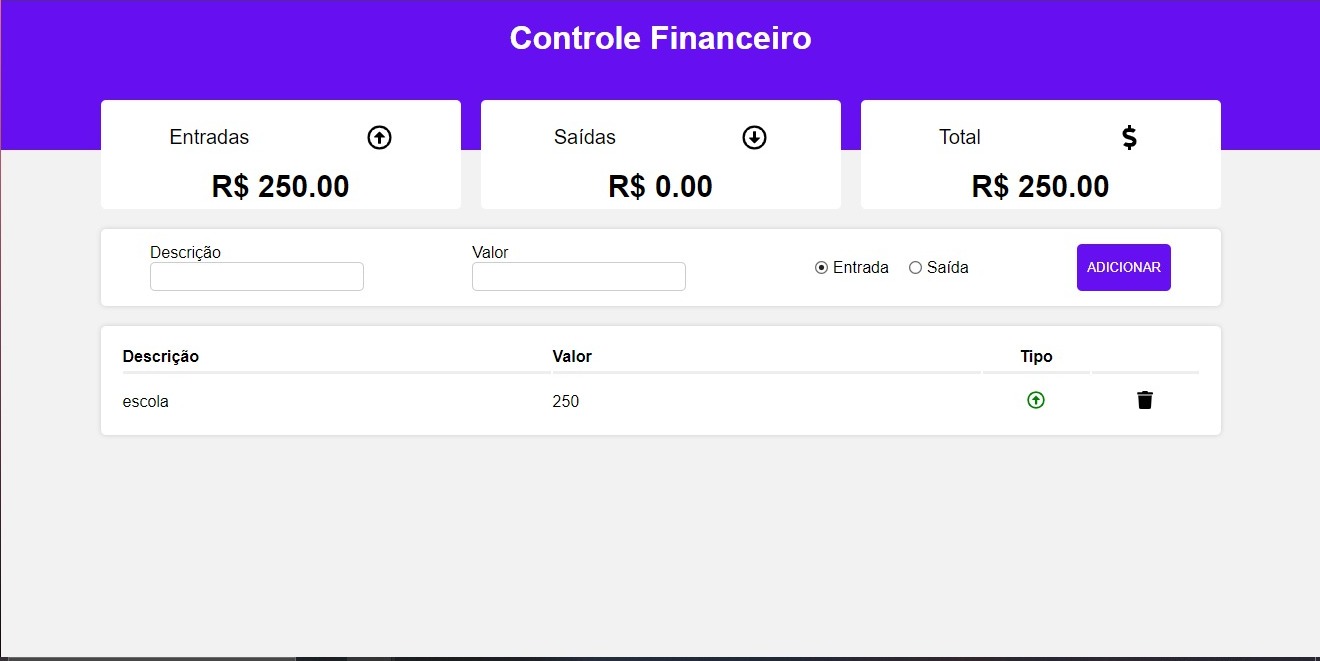 Controle Financeiro
Entradas
R$ 250.00
Saídas
R$ 0.00
Total
R$ 250.00
Descrição
Valor
Entrada Saída
ADICIONAR
Descrição Valor Tipo
escola 250